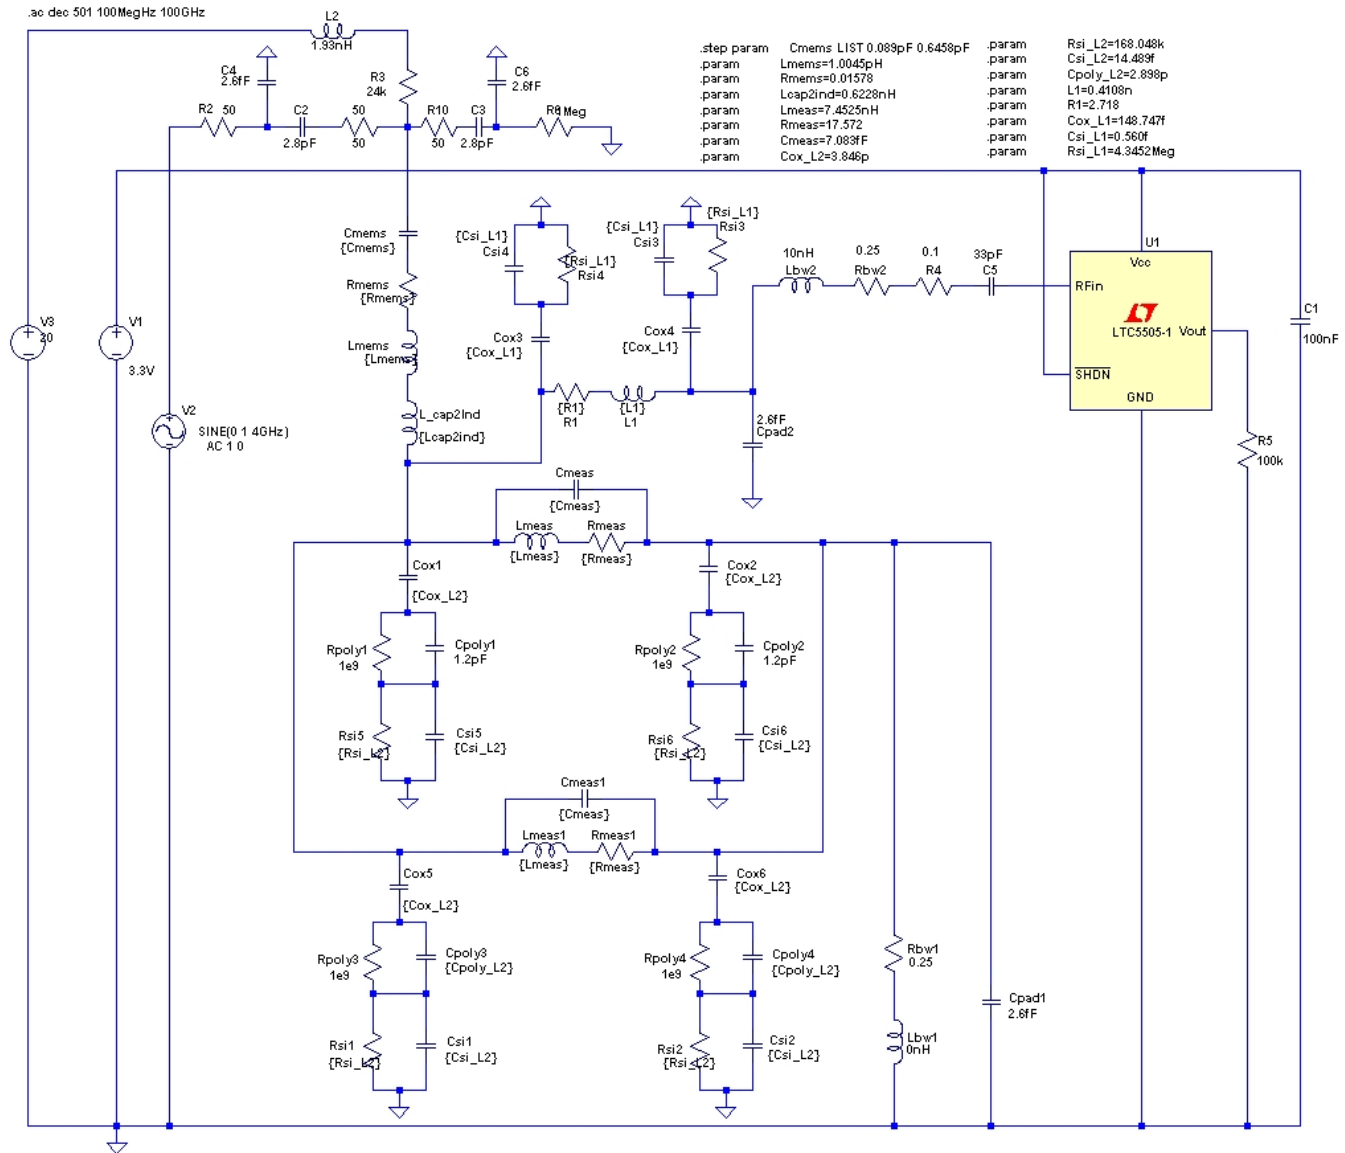 .ac dec 501 100MegHz 100GHz
L2
1.93nH
C4
2.6fF
R3
24k
C6
2.6fF
R2 50
C2
2.8pF
50
50
R10
50
C3
2.8pF
R6
1Meg
.step param Cmems LIST 0.089pF 0.6458pF
.param Lmems=1.0045pH
.param Rmems=0.01578
.param Lcap2ind=0.6228nH
.param Lmeas=7.4525nH
.param Rmeas=17.572
.param Cmeas=7.083fF
.param Cox_L2=3.846p
.param Rsi_L2=168.048k
.param Csi_L2=14.489f
.param Cpoly_L2=2.898p
.param L1=0.4108n
.param R1=2.718
.param Cox_L1=148.747f
.param Csi_L1=0.560f
.param Rsi_L1=4.3452Meg
Cmems
{Cmems}
Rmems
{Rmems}
Lmems
{Lmems}
L_cap2Ind
{Lcap2ind}
{Csi_L1}
Csi4
{Rsi_L1}
Rsi4
{Csi_L1}
Csi3
{Rsi_L1}
Rsi3
Cox3
{Cox_L1}
Cox4
{Cox_L1}
{R1}
R1
{L1}
L1
10nH
Lbw2
0.25
Rbw2
0.1
R4
33pF
C5
2.6fF
Cpad2
U1
Vcc
RFin
LTC5505-1
Vout
SHDN
GND
C1
100nF
R5
100k
V3
20
V1
3.3V
V2
SINE(0 1 4GHz)
AC 1 0
Cmeas
{Cmeas}
Lmeas
{Lmeas}
Rmeas
{Rmeas}
Cox1
{Cox_L2}
Cox2
{Cox_L2}
Rpoly1
1e9
Cpoly1
1.2pF
Rpoly2
1e9
Cpoly2
1.2pF
Rsi5
{Rsi_L2}
Csi5
{Csi_L2}
Rsi6
{Rsi_L2}
Csi6
{Csi_L2}
Cmeas1
{Cmeas}
Lmeas1
{Lmeas}
Rmeas1
{Rmeas}
Cox5
{Cox_L2}
Cox6
{Cox_L2}
Rpoly3
1e9
Cpoly3
{Cpoly_L2}
Rpoly4
1e9
Cpoly4
{Cpoly_L2}
Rsi1
{Rsi_L2}
Csi1
{Csi_L2}
Rsi2
{Rsi_L2}
Csi2
{Csi_L2}
Rbw1
0.25
Lbw1
0nH
Cpad1
2.6fF